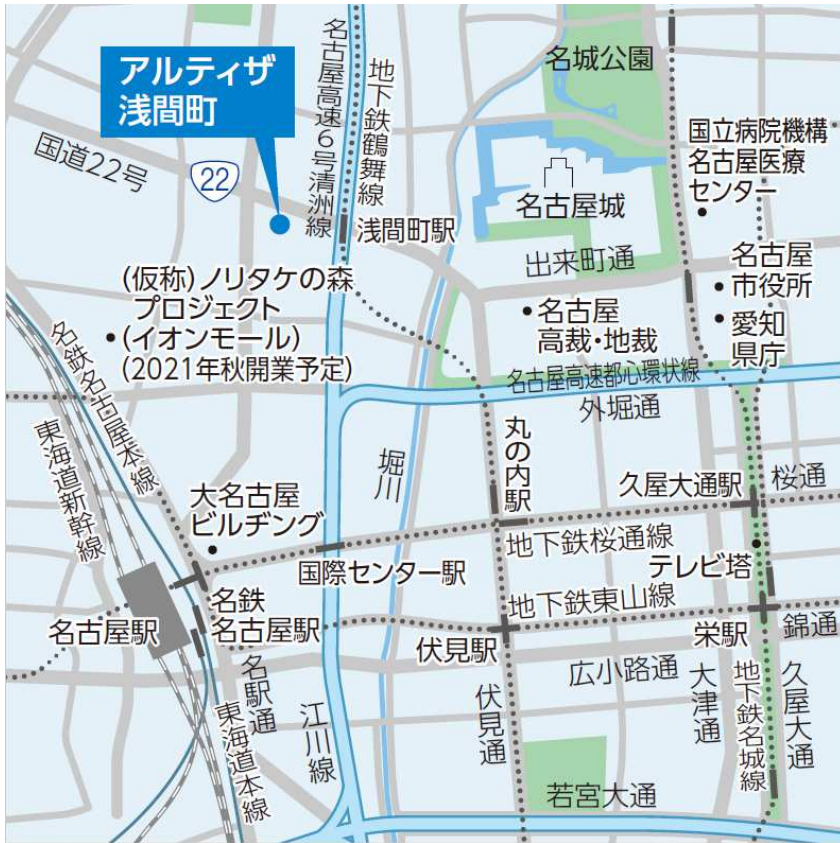 アルティザ
浅間町
名古屋高速6号清洲線
地下鉄鶴舞線
名城公園
国道22号
22
国立病院機構
名古屋医療
センター
名古屋城
浅間町駅
出来町通
(仮称)ノリタケの森
プロジェクト
(イオンモール)
(2021年秋開業予定)
名古屋
高裁・地裁
名古屋
市役所
愛知
県庁
名鉄名古屋本線
名古屋高速都心環状線
外堀通
東海道新幹線
堀川
丸の内駅
大名古屋
ビルヂング
久屋大通駅
桜通
国際センター駅
地下鉄桜通線
テレビ塔
名古屋駅
名鉄
名古屋駅
地下鉄東山線
伏見駅
栄駅
錦通
名駅通
広小路通
東海道本線
江川線
伏見通
大津通
地下鉄名城線
久屋大通
若宮大通